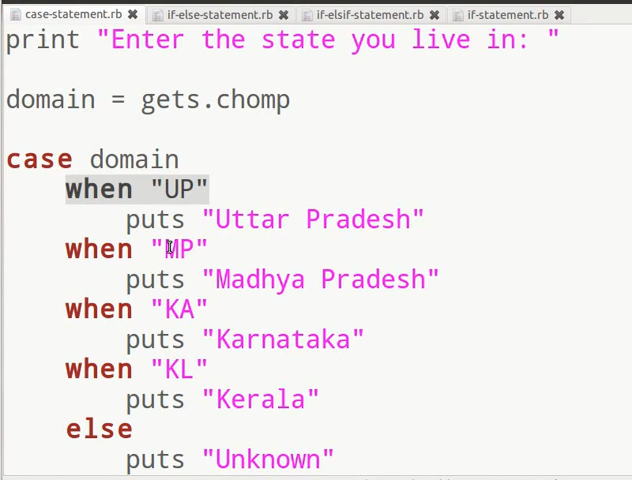 case-statement.rb if-else-statement.rb if-elsif-statement.rb if-statement.rb
print "Enter the state you live in: "
domain = gets.chomp
case domain
when "UP"
puts "Uttar Pradesh"
when "MP"
puts "Madhya Pradesh"
when "KA"
puts "Karnataka"
when "KL"
puts "Kerala"
else
puts "Unknown"